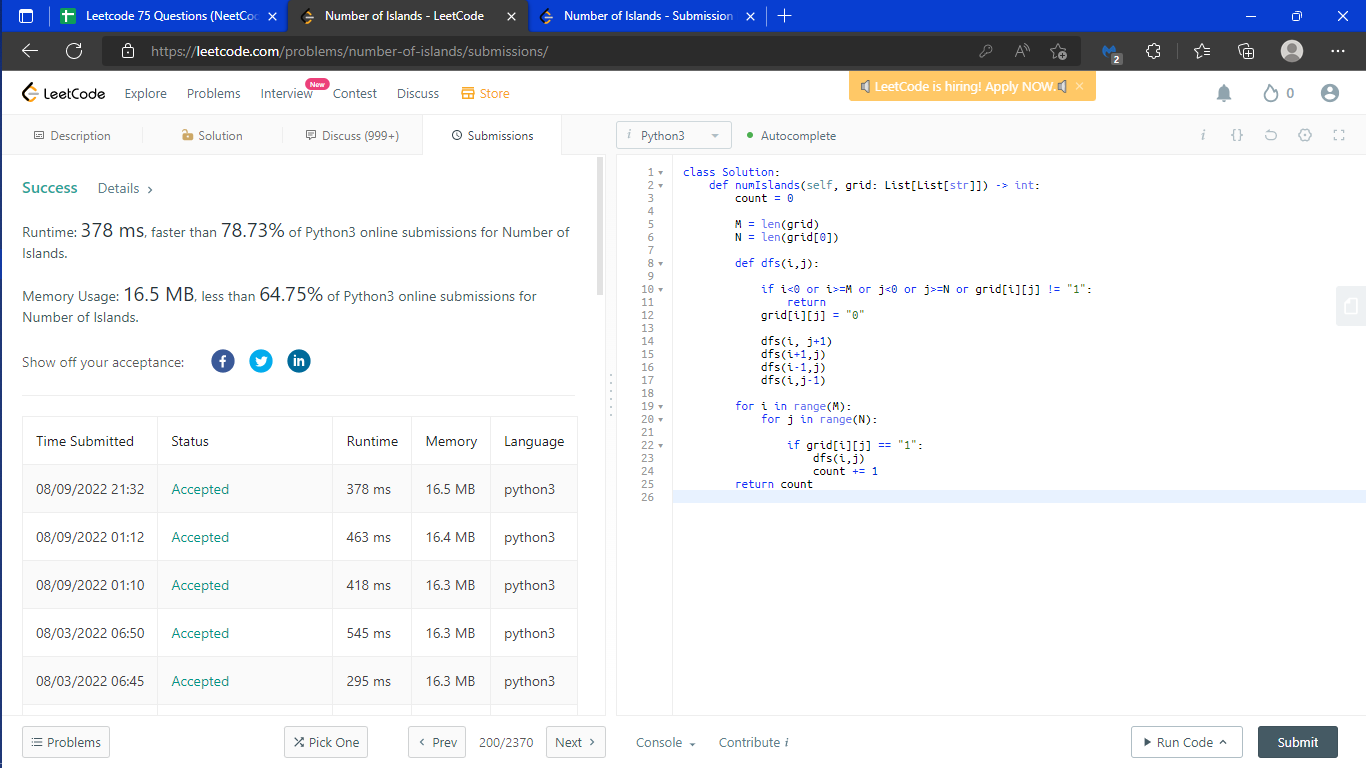 Leetcode 75 Questions (NeetCo
Number of Islands - LeetCode
Number of Islands - Submission
https://leetcode.com/problems/number-of-islands/submissions/
2
LeetCode
Explore
Problems
Interview
New
Contest
Discuss
Store
LeetCode is hiring! Apply NOW.
0
Description
Solution
Discuss (999+)
Submissions
i Python3
Autocomplete
i
{}
Success
Details
Runtime: 378 ms, faster than 78.73% of Python3 online submissions for Number of
Islands.
Memory Usage: 16.5 MB, less than 64.75% of Python3 online submissions for
Number of Islands.
Show off your acceptance:
Time Submitted Status Runtime Memory Language
08/09/2022 21:32 Accepted 378 ms 16.5 MB python3
08/09/2022 01:12 Accepted 463 ms 16.4 MB python3
08/09/2022 01:10 Accepted 418 ms 16.3 MB python3
08/03/2022 06:50 Accepted 545 ms 16.3 MB python3
08/03/2022 06:45 Accepted 295 ms 16.3 MB python3
1 class Solution:
2     def numIslands(self, grid: List[List[str]]) -> int:
3         count = 0
4
5         M = len(grid)
6         N = len(grid[0])
7
8         def dfs(i,j):
9
10             if i<0 or i>=M or j<0 or j>=N or grid[i][j] != "1":
11                 return
12             grid[i][j] = "0"
13
14             dfs(i, j+1)
15             dfs(i+1,j)
16             dfs(i-1,j)
17             dfs(i,j-1)
18
19         for i in range(M):
20             for j in range(N):
21
22                 if grid[i][j] == "1":
23                     dfs(i,j)
24                     count += 1
25         return count
26
Problems
Pick One
Prev
200/2370
Next
Console
Contribute i
Run Code
Submit